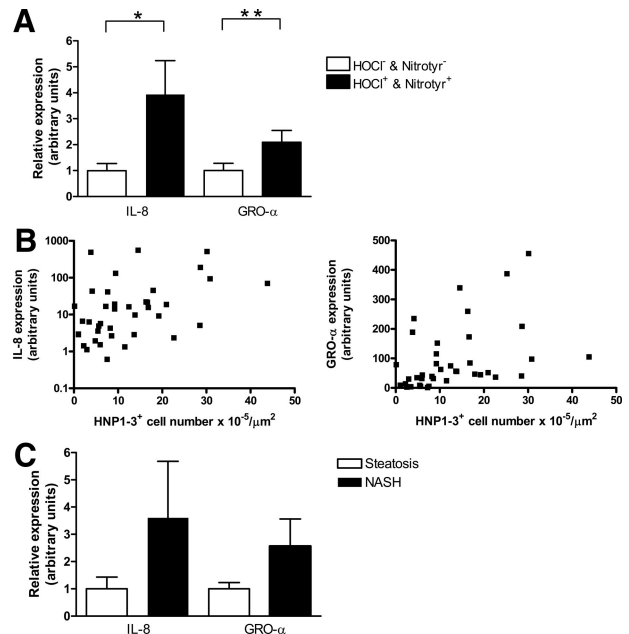 A
*
**
Relative expression
(arbitrary units)
6
5
4
3
2
1
0
IL-8
GRO-α
HOCl⁻ & Nitrotyr⁻
HOCl⁺ & Nitrotyr⁺
B
IL-8 expression
(arbitrary units)
1000
100
10
1
0.1
0 10 20 30 40 50
HNP1-3⁺ cell number x 10⁻⁵/μm²
GRO-α expression
(arbitrary units)
500
400
300
200
100
0
0 10 20 30 40 50
HNP1-3⁺ cell number x 10⁻⁵/μm²
C
Relative expression
(arbitrary units)
6
5
4
3
2
1
0
IL-8
GRO-α
Steatosis
NASH